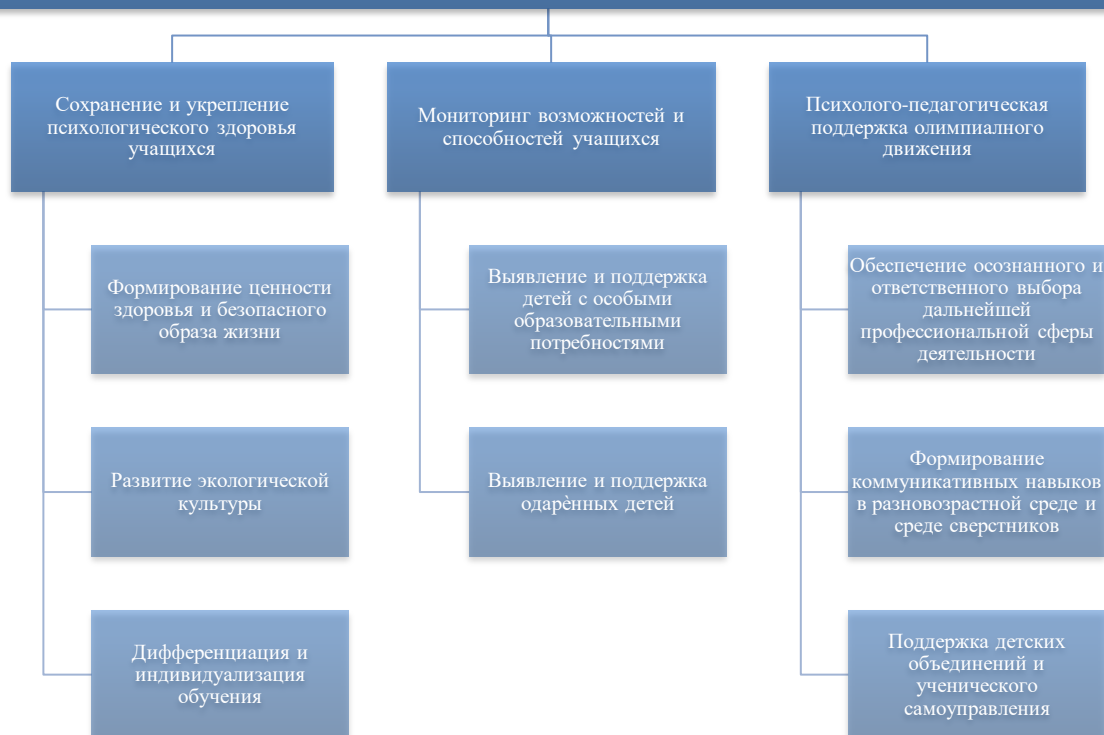 Сохранение и укрепление
психологического здоровья
учащихся
Мониторинг возможностей и
способностей учащихся
Психолого-педагогическая
поддержка олимпиалного
движения
Формирование ценности
здоровья и безопасного
образа жизни
Выявление и поддержка
детей с особыми
образовательными
потребностями
Обеспечение осознанного и
ответственного выбора
дальнейшей
профессиональной сферы
деятельности
Развитие экологической
культуры
Выявление и поддержка
одарѐнных детей
Формирование
коммуникативных навыков
в разновозрастной среде и
среде сверстников
Дифференциация и
индивидуализация
обучения
Поддержка детских
объединений и
ученического
самоуправления